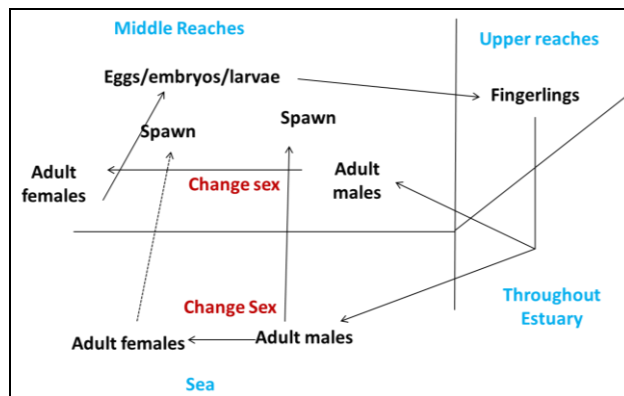 Middle Reaches
Upper reaches
Eggs/embryos/larvae
Fingerlings
Spawn
Spawn
Adult
females
Change sex
Adult
males
Change Sex
Throughout
Estuary
Adult females
Adult males
Sea